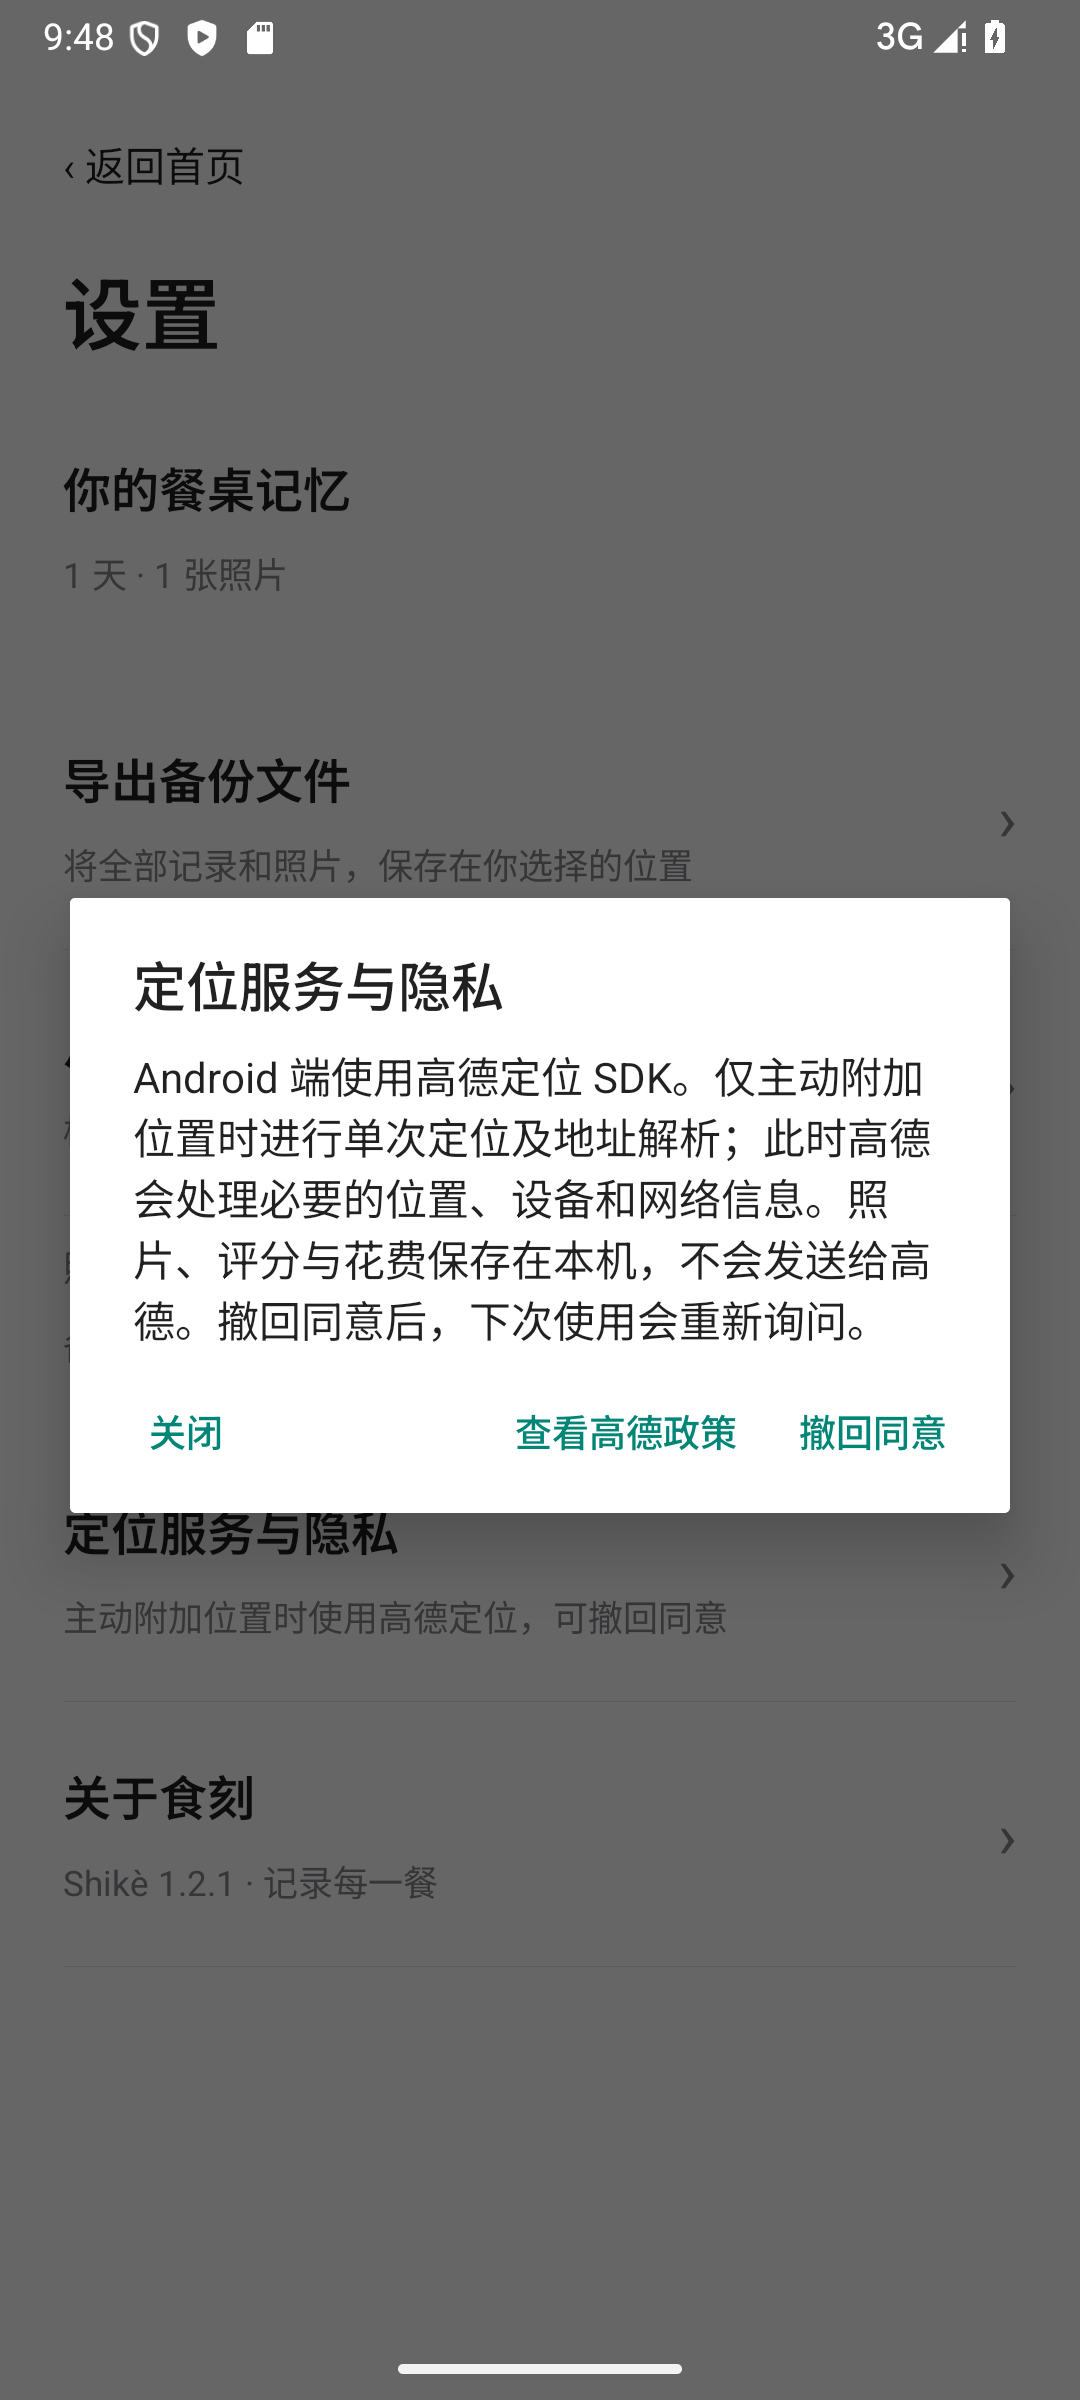 9:48
3G
‹ 返回首页
设置
你的餐桌记忆
1 天 · 1 张照片
导出备份文件
将全部记录和照片，保存在你选择的位置
定位服务与隐私
Android 端使用高德定位 SDK。仅主动附加
位置时进行单次定位及地址解析；此时高德
会处理必要的位置、设备和网络信息。照
片、评分与花费保存在本机，不会发送给高
德。撤回同意后，下次使用会重新询问。
关闭
查看高德政策
撤回同意
定位服务与隐私
主动附加位置时使用高德定位，可撤回同意
关于食刻
Shikè 1.2.1 · 记录每一餐